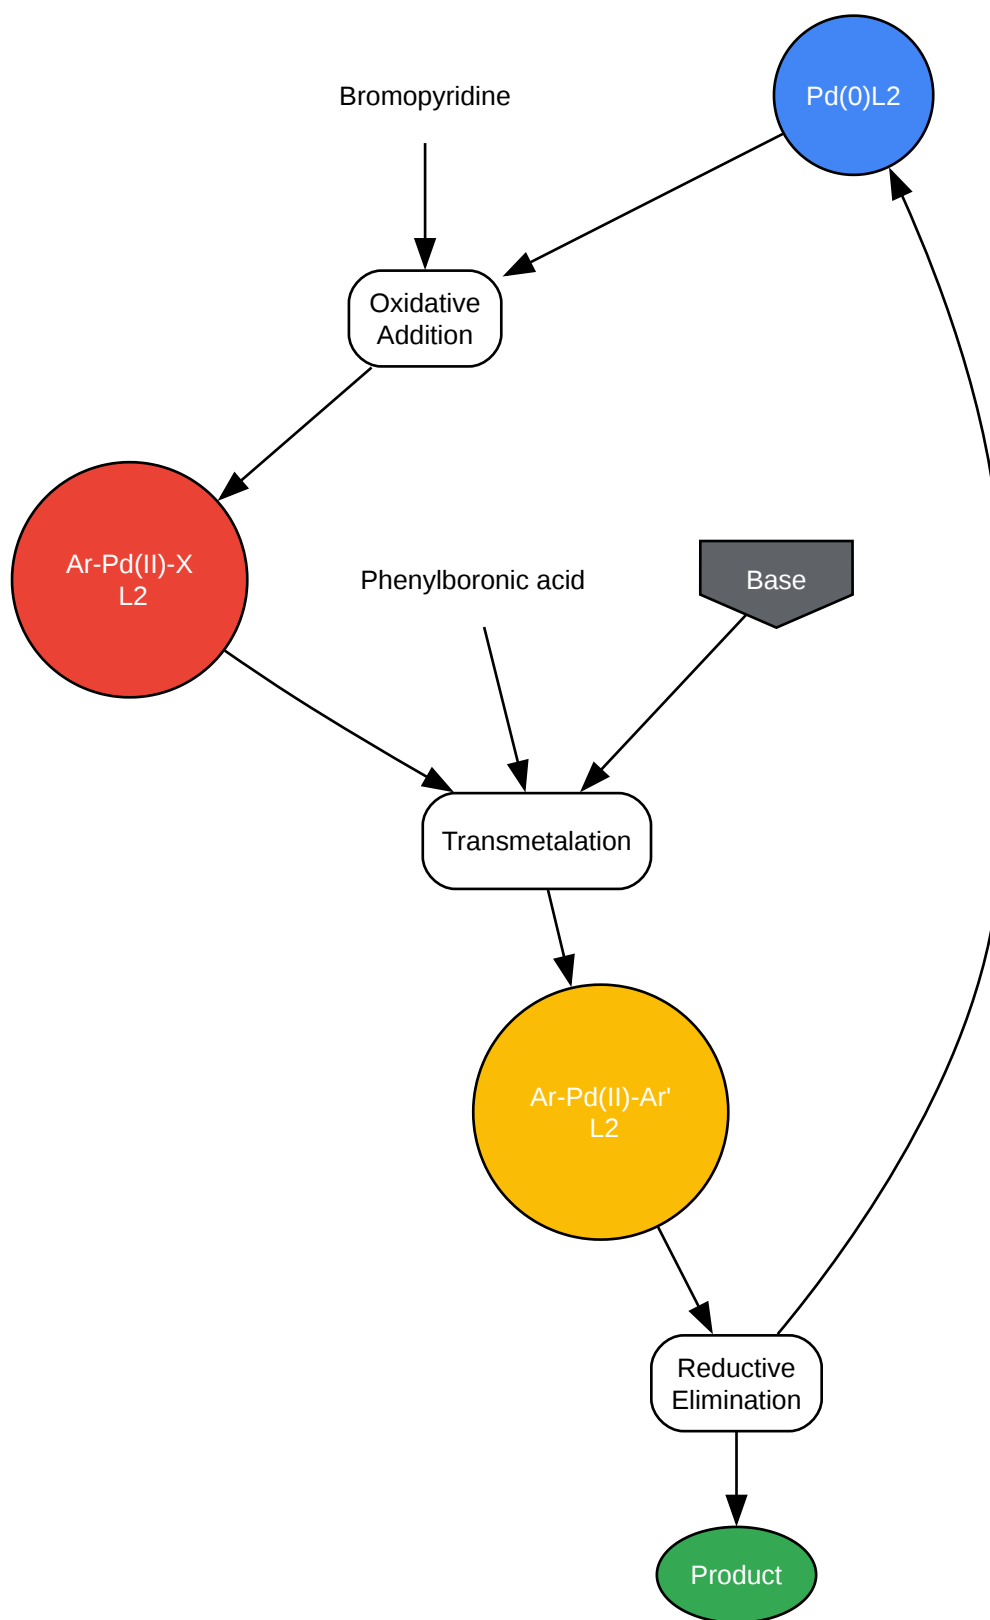 Bromopyridine
Pd(0)L2
Oxidative
Addition
Ar-Pd(II)-X
L2
Phenylboronic acid
Base
Transmetalation
Ar-Pd(II)-Ar'
L2
Reductive
Elimination
Product